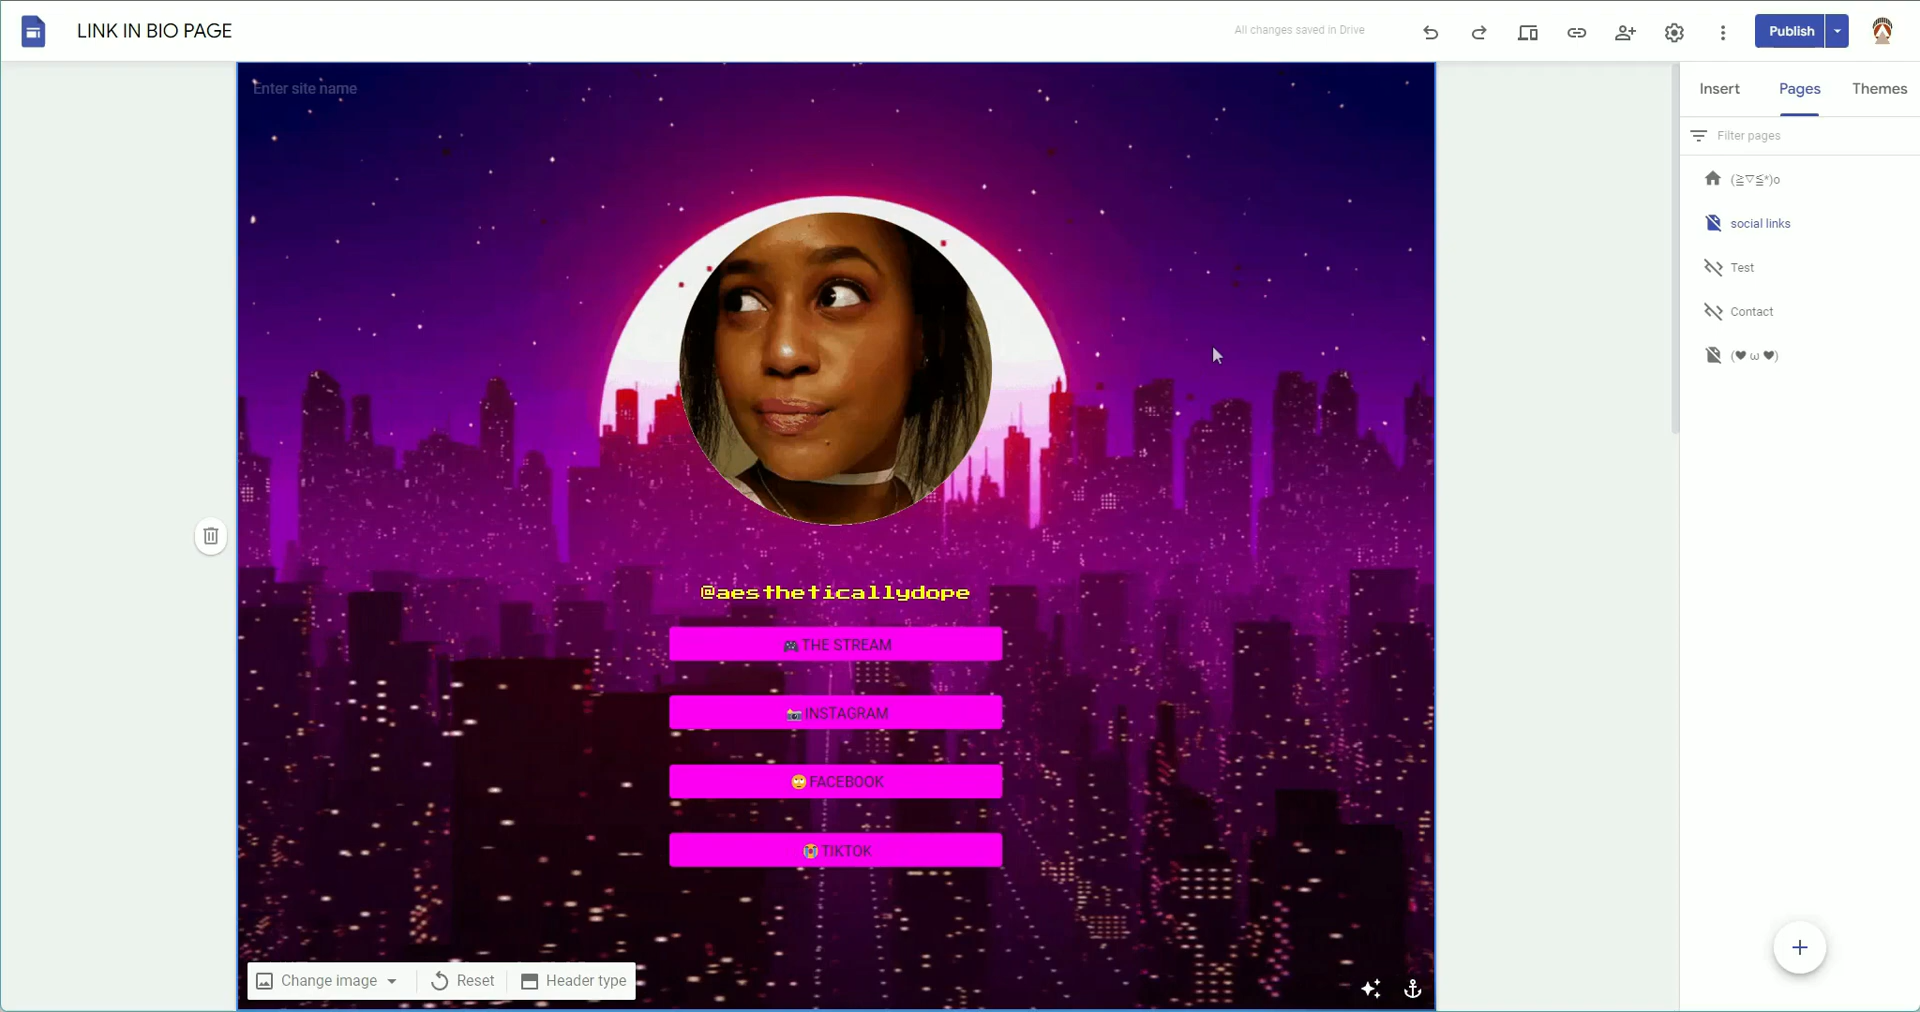 LINK IN BIO PAGE
All changes saved in Drive
Publish
Enter site name
Insert
Pages
Themes
Filter pages
(≧▽≦*)o
social links
Test
Contact
(♥ ω ♥)
@aestheticallydope
🎮 THE STREAM
📸 INSTAGRAM
🙄 FACEBOOK
😭 TIKTOK
Change image
Reset
Header type